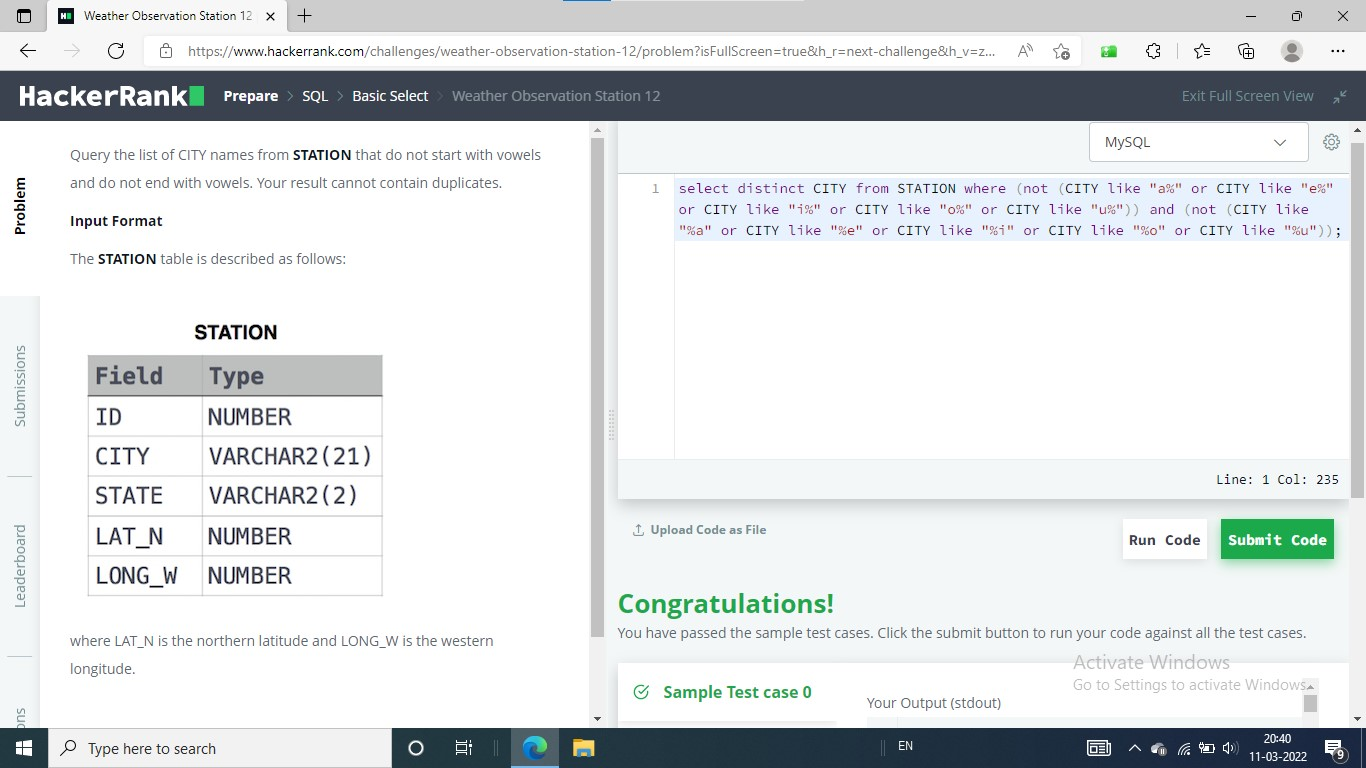 Weather Observation Station 12
https://www.hackerrank.com/challenges/weather-observation-station-12/problem?isFullScreen=true&h_r=next-challenge&h_v=z...
HackerRank
Prepare > SQL > Basic Select > Weather Observation Station 12
Exit Full Screen View
Problem
Submissions
Leaderboard
Query the list of CITY names from STATION that do not start with vowels
and do not end with vowels. Your result cannot contain duplicates.
Input Format
The STATION table is described as follows:
STATION
Field Type
ID NUMBER
CITY VARCHAR2(21)
STATE VARCHAR2(2)
LAT_N NUMBER
LONG_W NUMBER
where LAT_N is the northern latitude and LONG_W is the western
longitude.
MySQL
1 select distinct CITY from STATION where (not (CITY like "a%" or CITY like "e%"
or CITY like "i%" or CITY like "o%" or CITY like "u%")) and (not (CITY like
"%a" or CITY like "%e" or CITY like "%i" or CITY like "%o" or CITY like "%u"));
Line: 1 Col: 235
Upload Code as File
Run Code
Submit Code
Congratulations!
You have passed the sample test cases. Click the submit button to run your code against all the test cases.
Activate Windows
Go to Settings to activate Windows.
Sample Test case 0
Your Output (stdout)
Type here to search
EN
20:40
11-03-2022
9